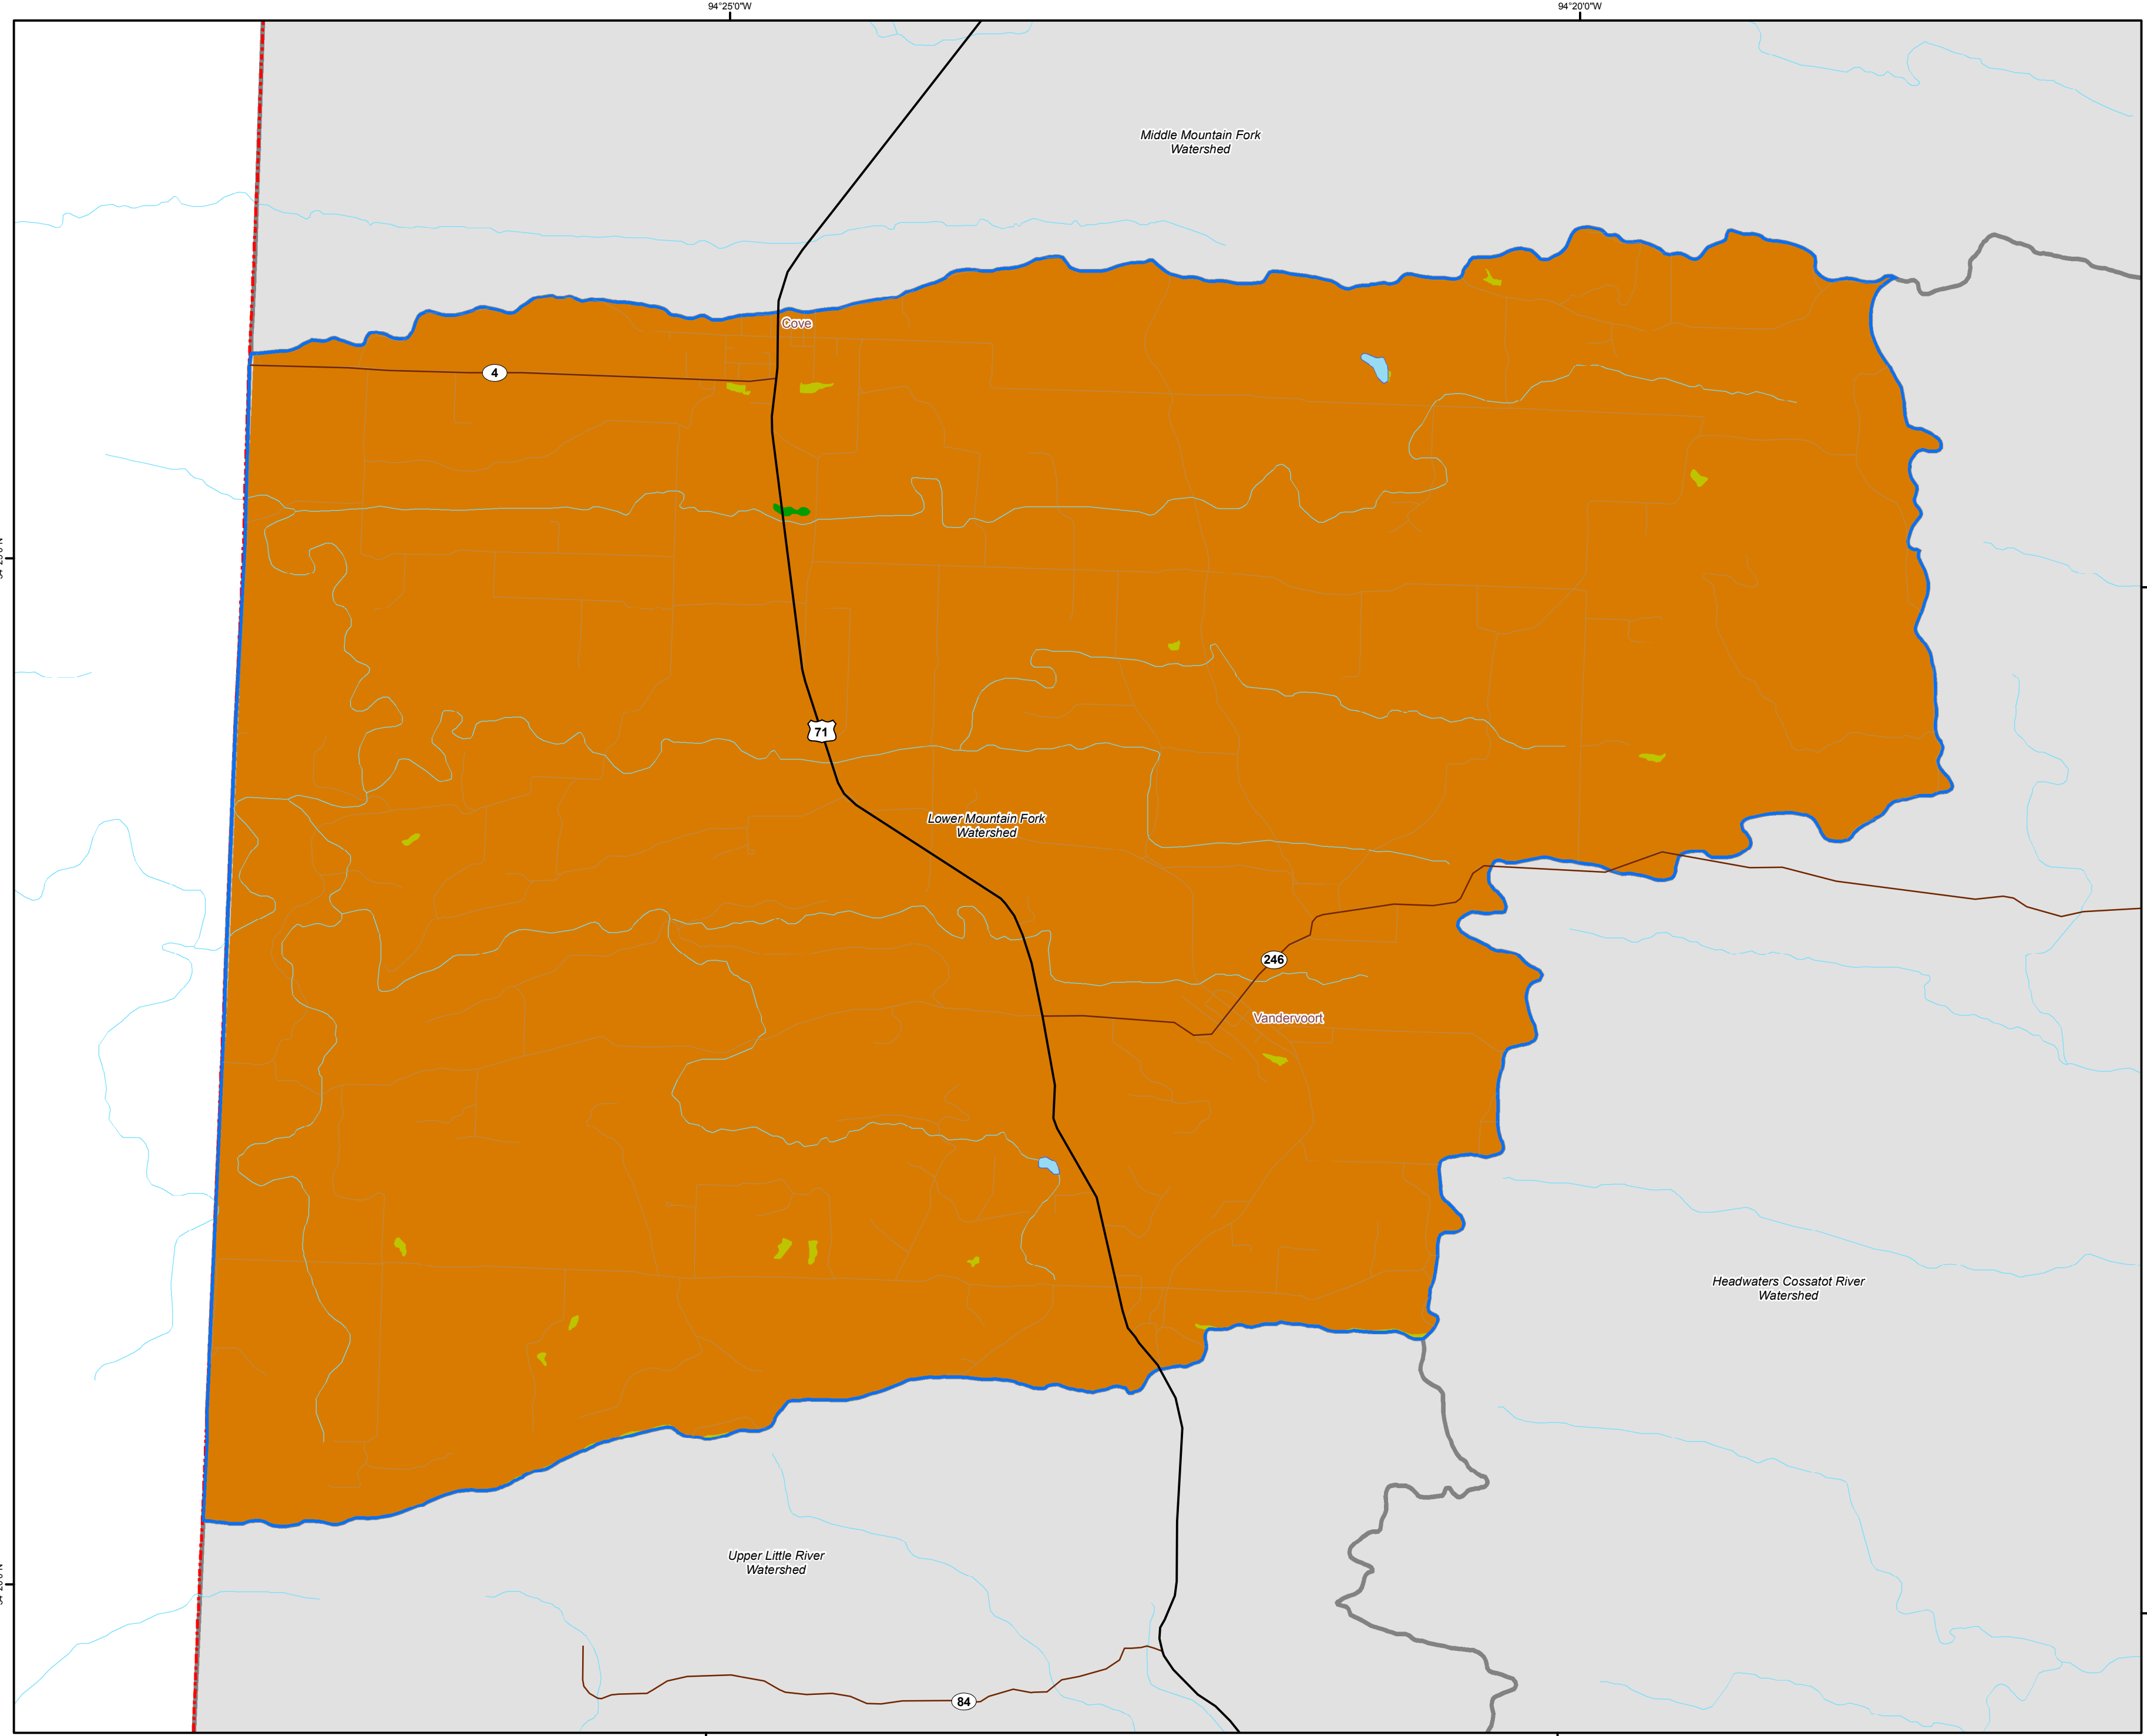 94°25'0"W
94°20'0"W
Middle Mountain Fork
Watershed
Cove
4
71
Lower Mountain Fork
Watershed
246
Vandervoort
Headwaters Cossatot River
Watershed
Upper Little River
Watershed
84